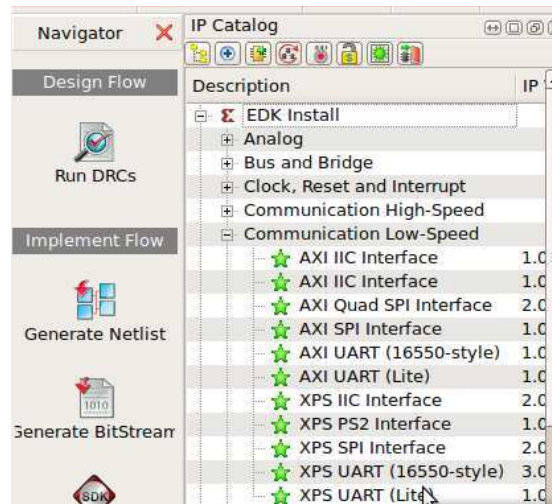 Navigator
Design Flow
Run DRCs
Implement Flow
Generate Netlist
1010
Generate BitStream
SDK
IP Catalog
Description IP
EDK Install
Analog
Bus and Bridge
Clock, Reset and Interrupt
Communication High-Speed
Communication Low-Speed
AXI IIC Interface 1.0
AXI IIC Interface 1.0
AXI Quad SPI Interface 2.0
AXI SPI Interface 1.0
AXI UART (16550-style) 1.0
AXI UART (Lite) 1.0
XPS IIC Interface 2.0
XPS PS2 Interface 1.0
XPS SPI Interface 2.0
XPS UART (16550-style) 3.0
XPS UART (Lite) 1.0